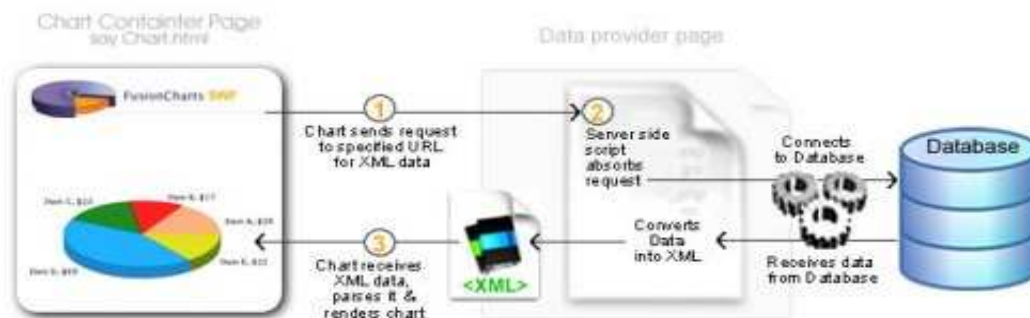 Chart Containter Page
say Chart.html
FusionCharts SWF
Data provider page
1
Chart sends request
to specified URL
for XML data
2
Server side
script
absorbs
request
Connects
to Database
Database
Converts
Data
into XML
Receives data
from Database
<XML>
3
Chart receives
XML data,
parses it &
renders chart